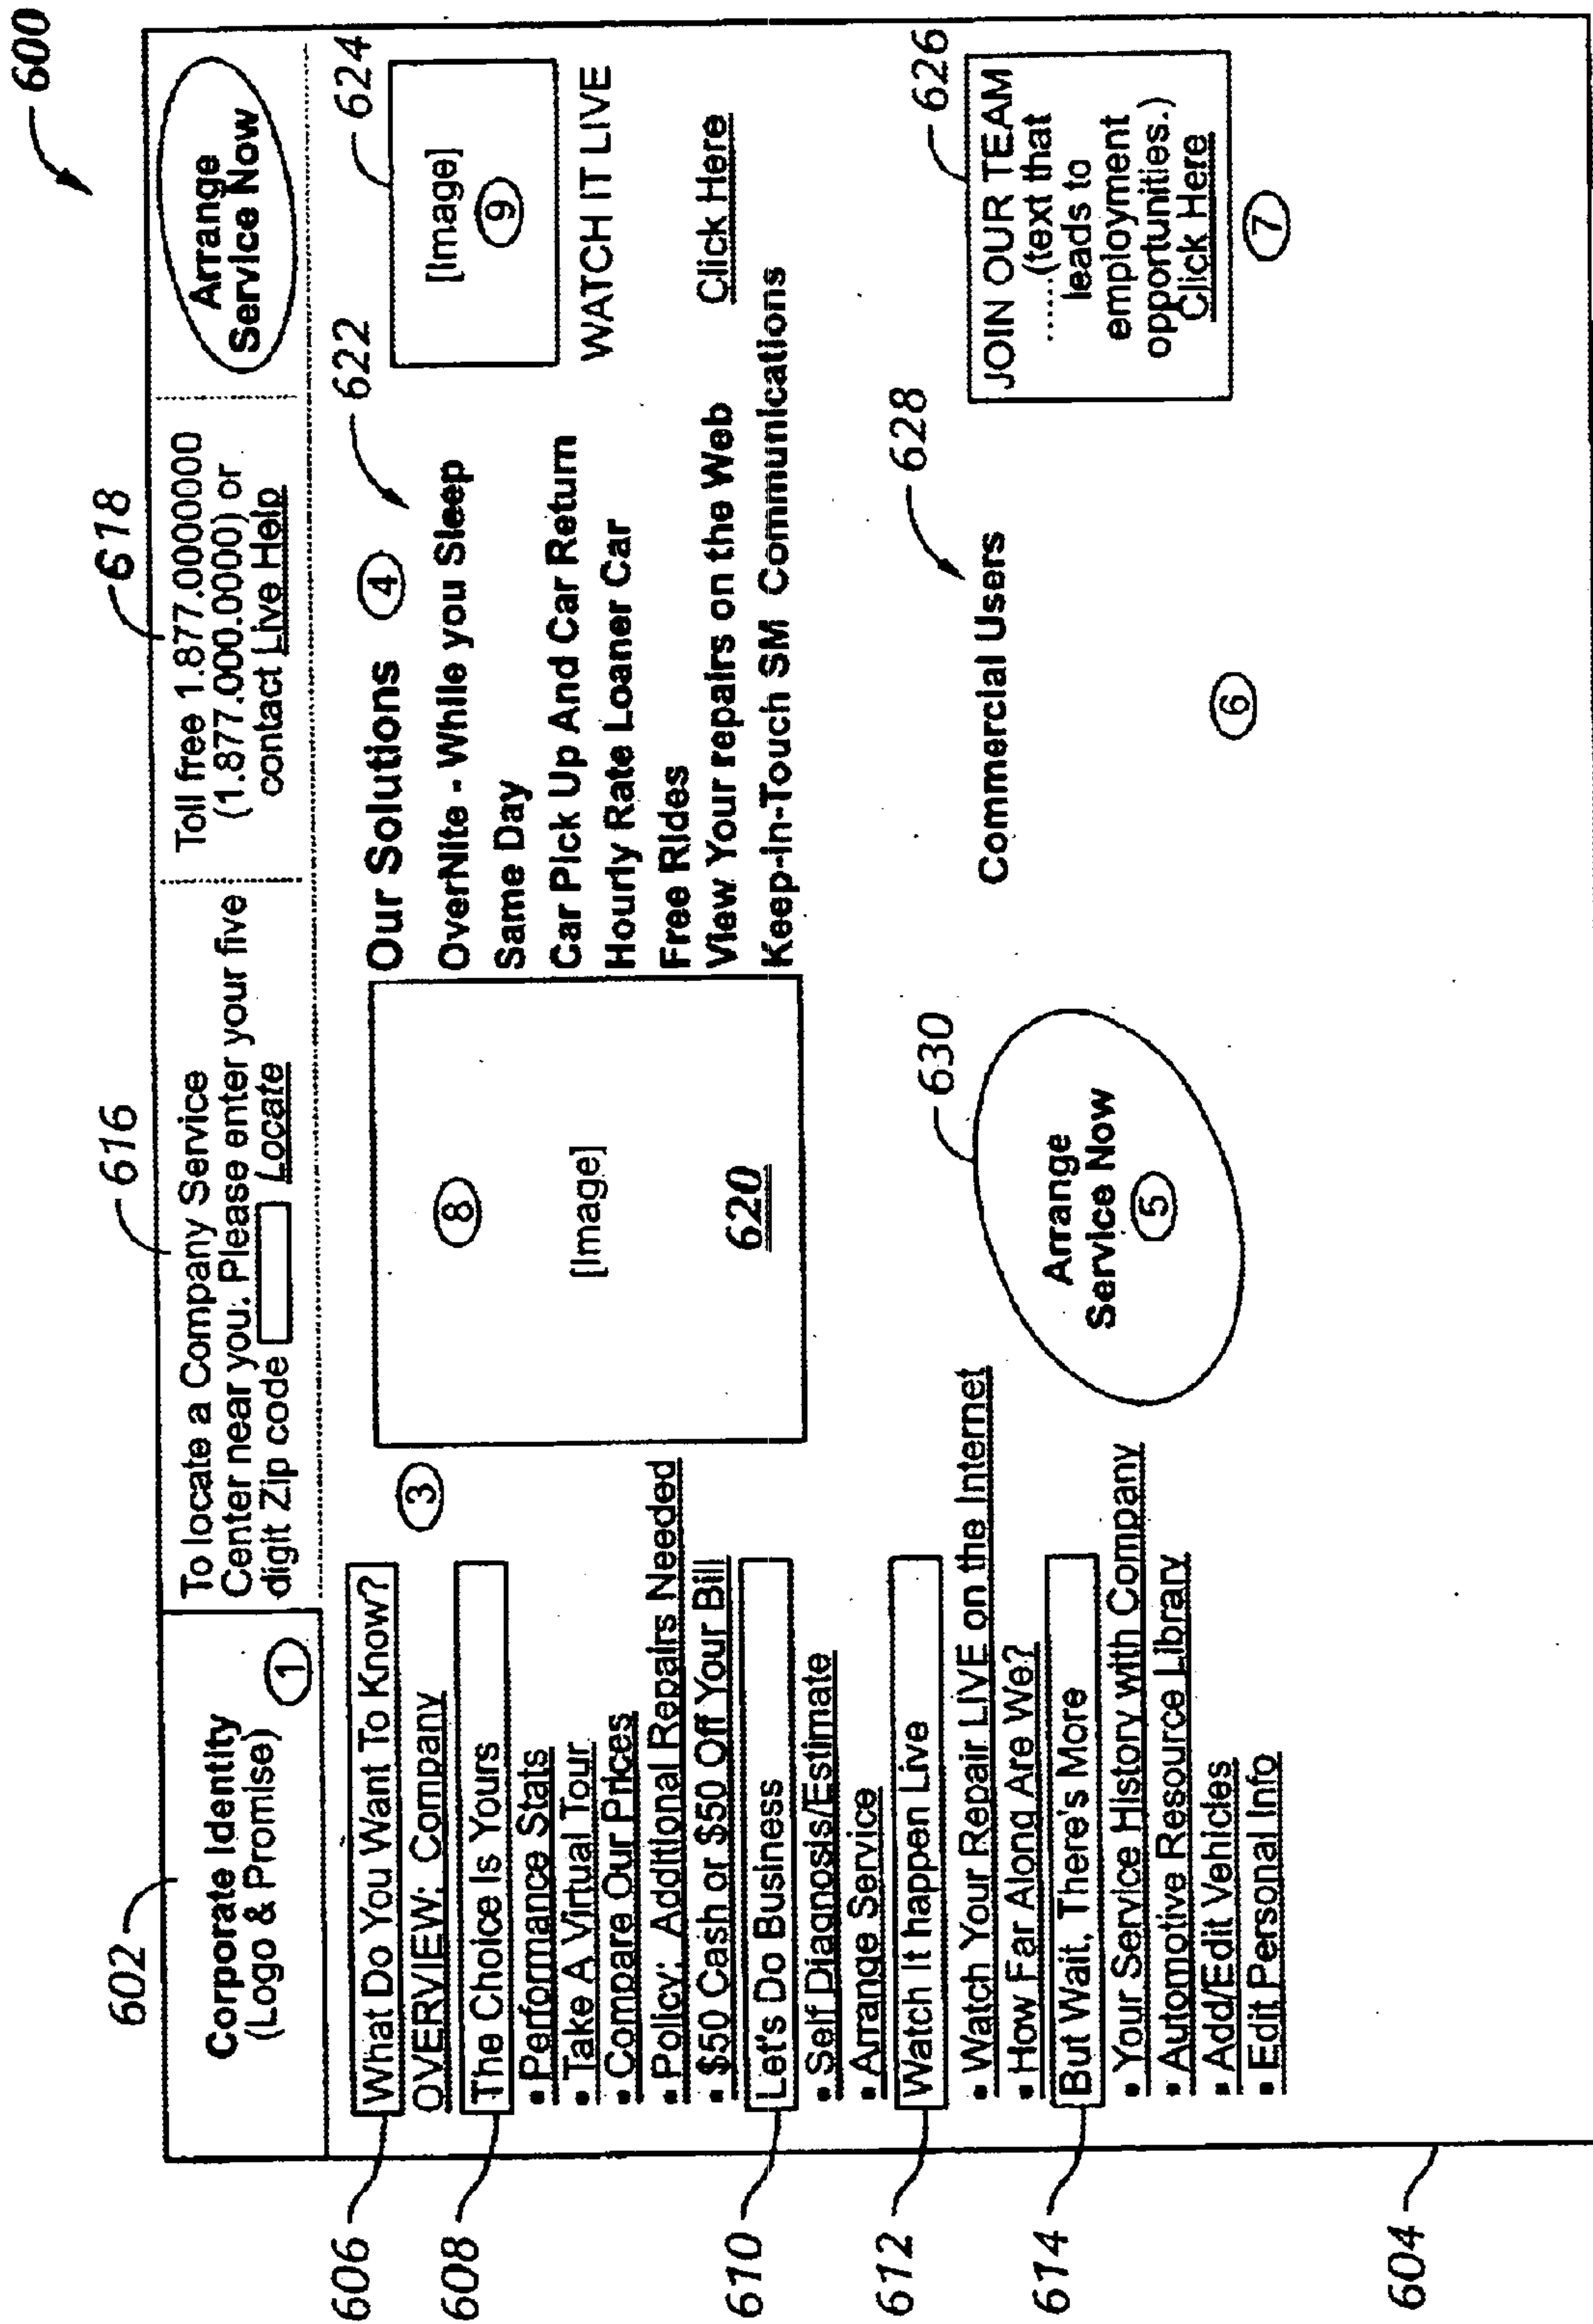 600
602
Corporate Identity
(Logo & Promise)
1
616
To locate a Company Service
Center near you. Please enter your five
digit Zip code Locate
618
Toll free 1.877.0000000
(1.877.000.0000) or
contact Live Help
Arrange
Service Now
606
What Do You Want To Know?
OVERVIEW: Company
3
608
The Choice Is Yours
• Performance Stats
• Take A Virtual Tour
• Compare Our Prices
• Policy: Additional Repairs Needed
• $50 Cash or $50 Off Your Bill
610
Let's Do Business
• Self Diagnosis/Estimate
• Arrange Service
612
Watch It happen Live
• Watch Your Repair LIVE on the Internet
• How Far Along Are We?
614
But Wait, There's More
• Your Service History with Company
• Automotive Resource Library
• Add/Edit Vehicles
• Edit Personal Info
604
8
[Image]
620
630
Arrange
Service Now
5
Our Solutions 4
622
OverNite - While you Sleep
Same Day
Car Pick Up And Car Return
Hourly Rate Loaner Car
Free Rides
View Your repairs on the Web
Keep-In-Touch SM Communications
624
[Image]
9
WATCH IT LIVE
Click Here
628
Commercial Users
6
626
JOIN OUR TEAM
......(text that
leads to
employment
opportunities.)
Click Here
7